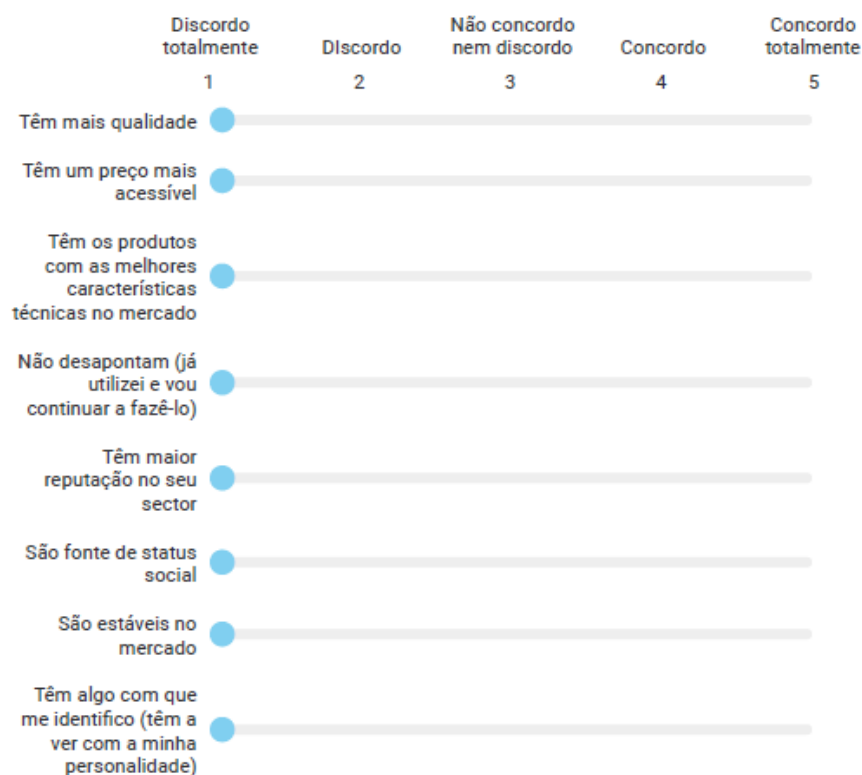 Discordo
totalmente
DIscordo
Não concordo
nem discordo
Concordo
Concordo
totalmente
1
2
3
4
5
Têm mais qualidade
Têm um preço mais
acessível
Têm os produtos
com as melhores
características
técnicas no mercado
Não desapontam (já
utilizei e vou
continuar a fazê-lo)
Têm maior
reputação no seu
sector
São fonte de status
social
São estáveis no
mercado
Têm algo com que
me identifico (têm a
ver com a minha
personalidade)